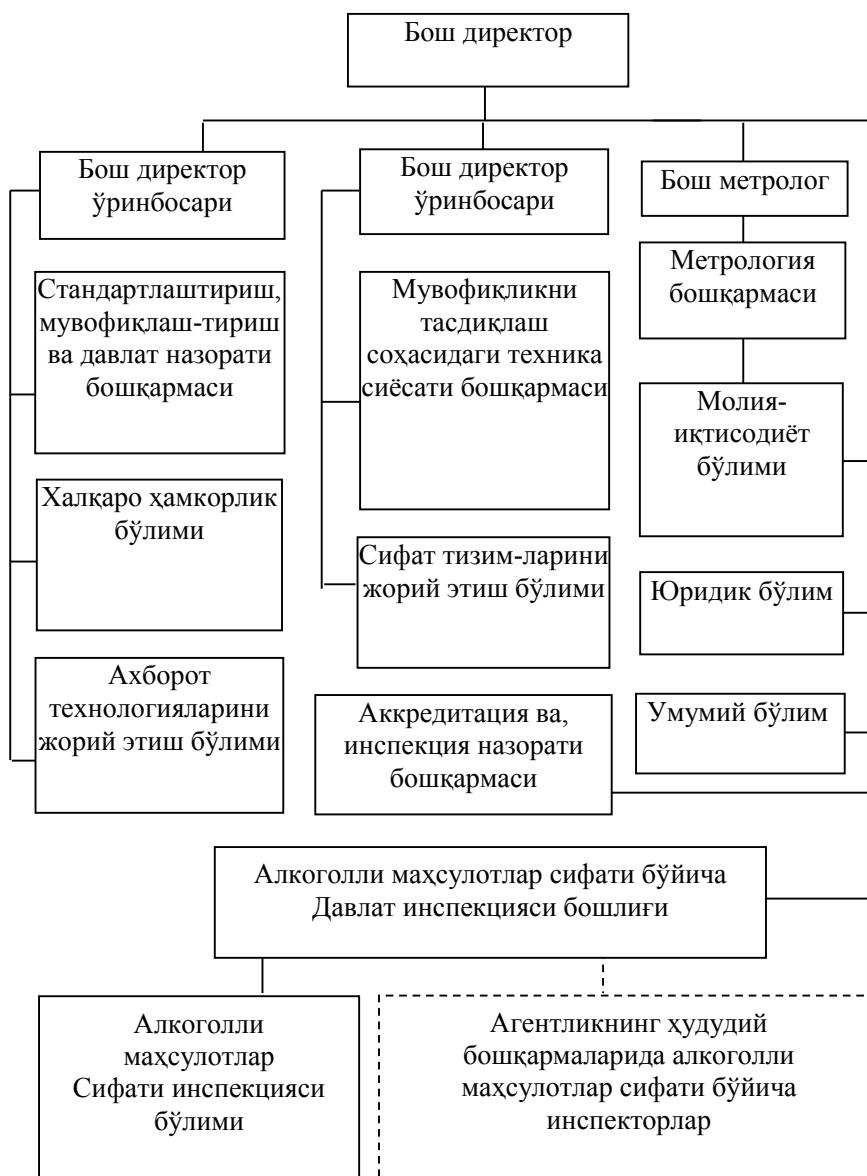 Бош директор
Бош директор
ўринбосари
Бош директор
ўринбосари
Бош метролог
Стандартлаштириш,
мувофиқлаш-тириш
ва давлат назорати
бошқармаси
Мувофиқликни
тасдиқлаш
соҳасидаги техника
сиёсати бошқармаси
Метрология
бошқармаси
Молия-
иқтисодиёт
бўлими
Халқаро ҳамкорлик
бўлими
Сифат тизим-ларини
жорий этиш бўлими
Юридик бўлим
Ахборот
технологияларини
жорий этиш бўлими
Аккредитация ва,
инспекция назорати
бошқармаси
Умумий бўлим
Алкоголли маҳсулотлар сифати бўйича
Давлат инспекцияси бошлиғи
Алкоголли
маҳсулотлар
Сифати инспекцияси
бўлими
Агентликнинг ҳудудий
бошқармаларида алкоголли
маҳсулотлар сифати бўйича
инспекторлар